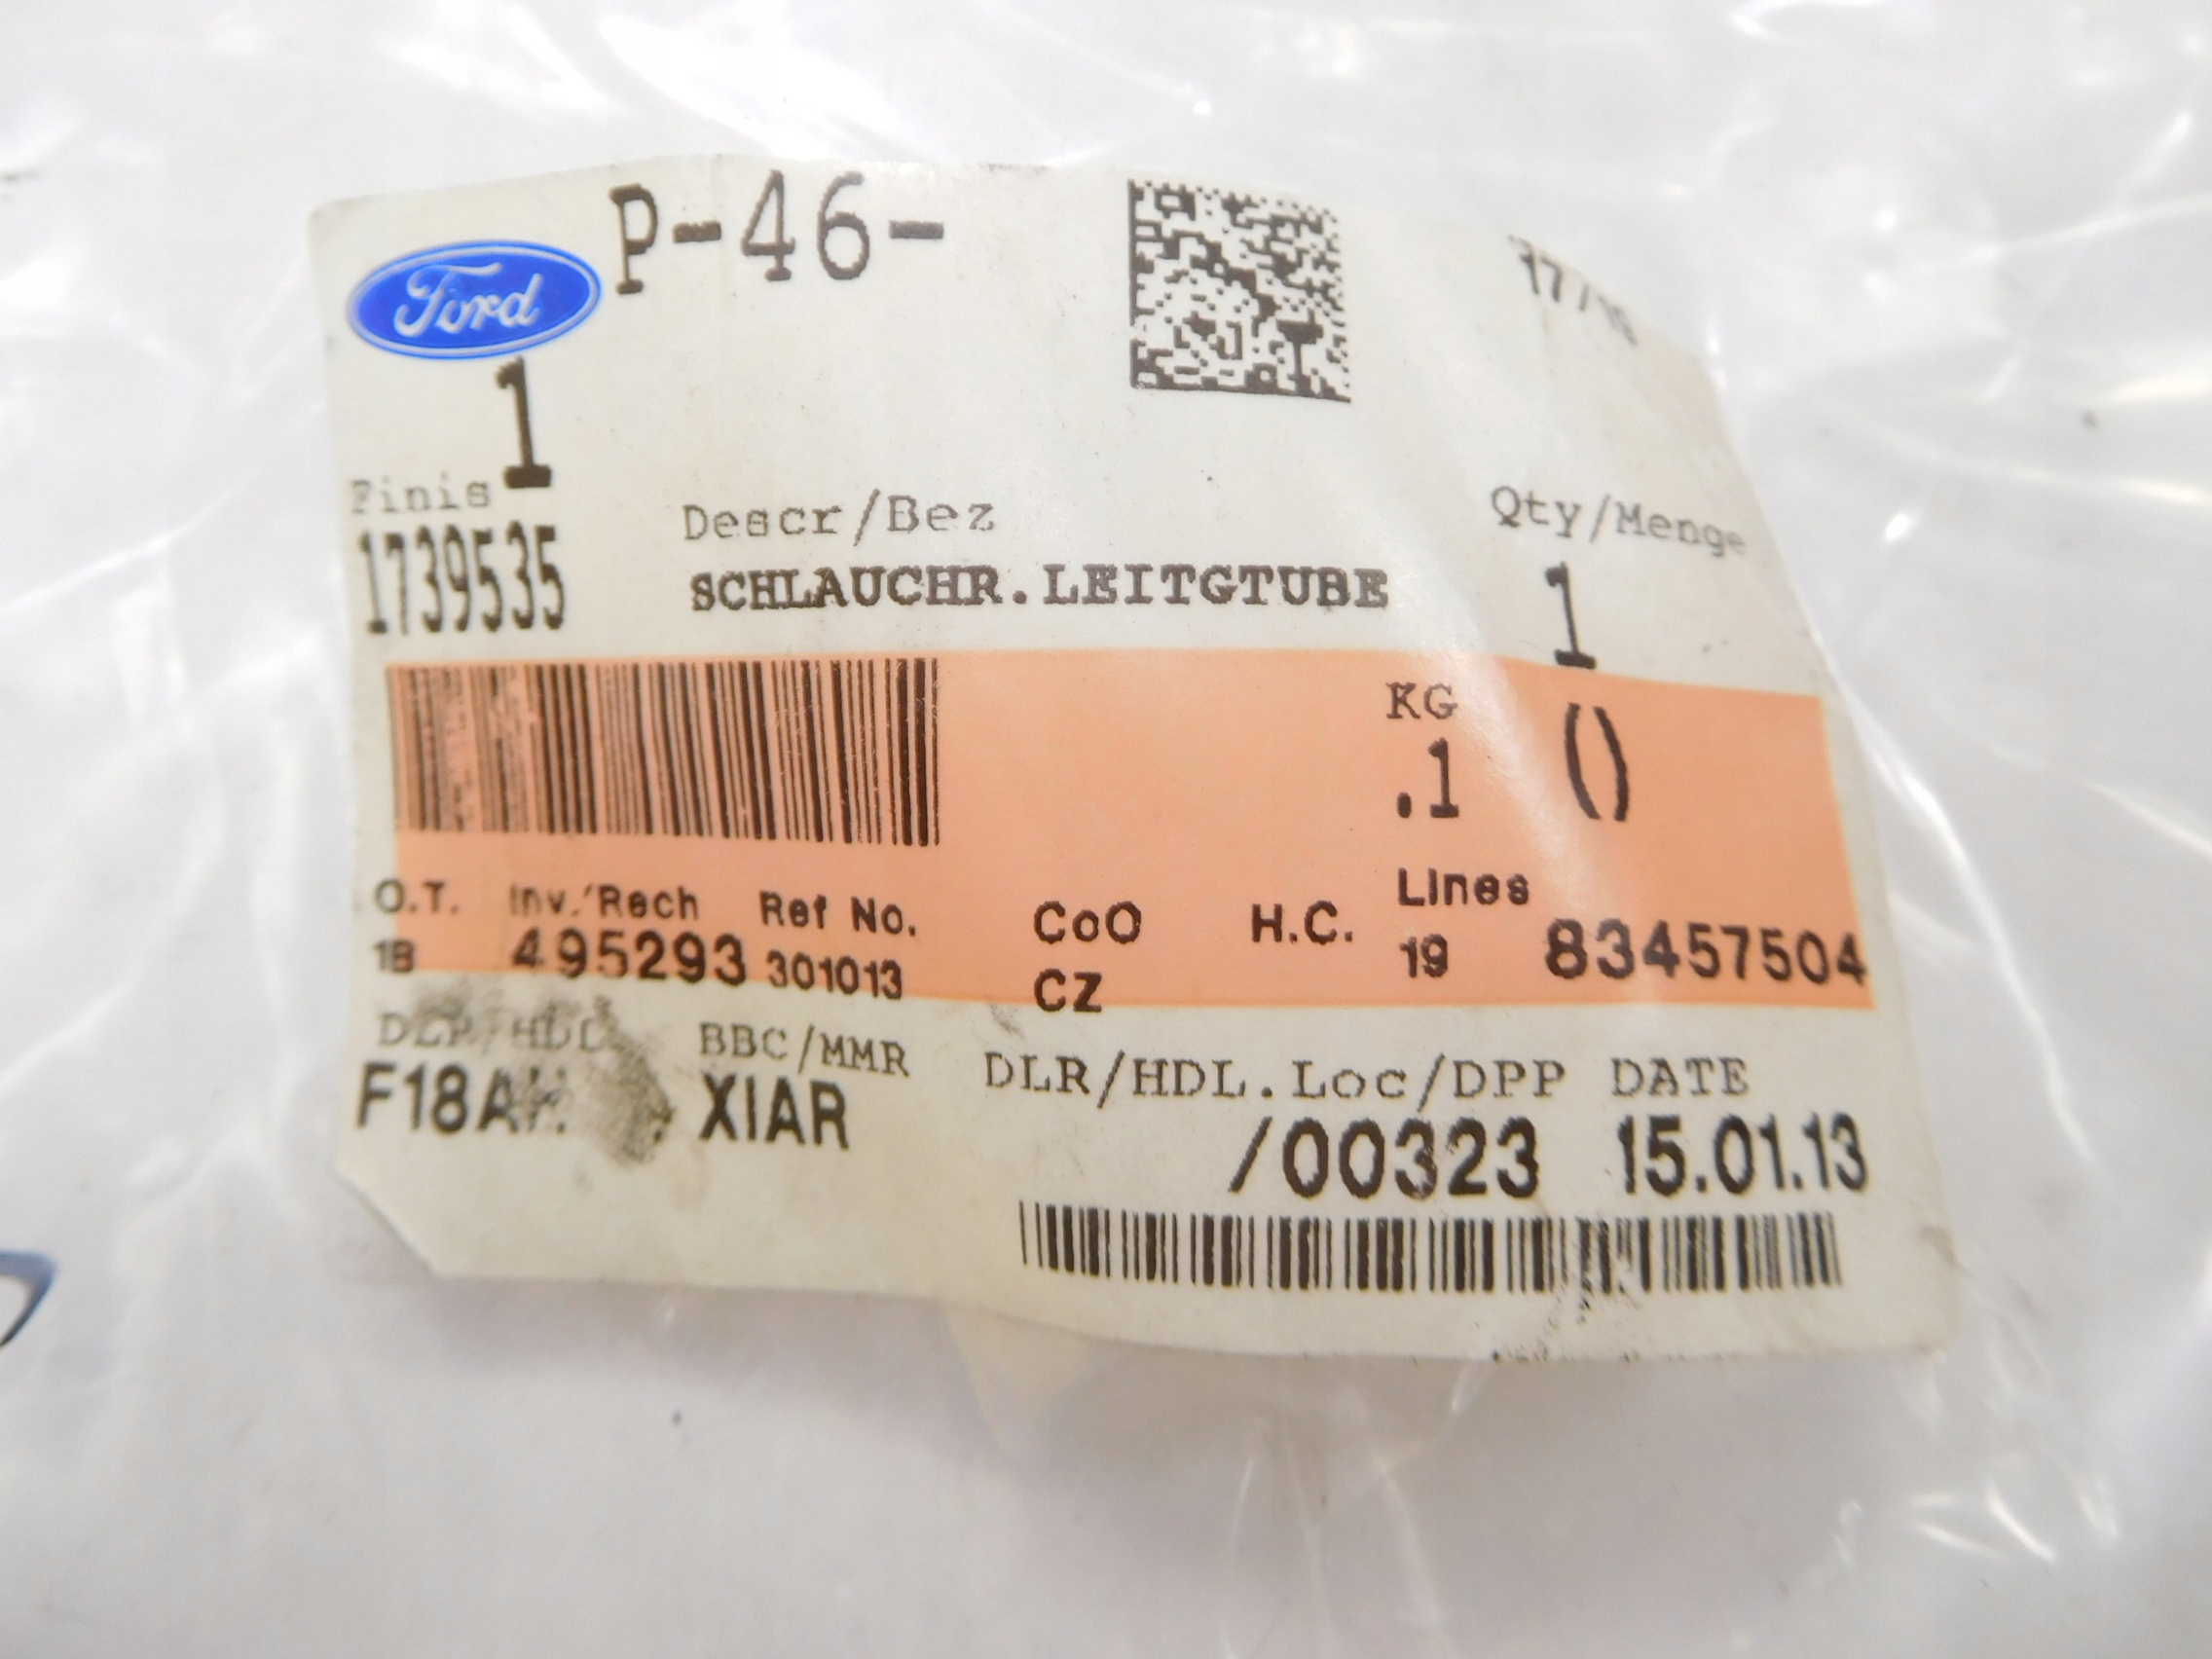 Ford P-46-
1
Finis Descr/Bez Qty/Menge
1739535 SCHLAUCHR.LEITGTUBE 1
KG ()
.1
O.T. Inv./Rech Ref No. CoO H.C. Lines
1B 495293 301013 CZ 19 83457504
BBC/MMR DLR/HDL.Loc/DPP DATE
XIAR /00323 15.01.13